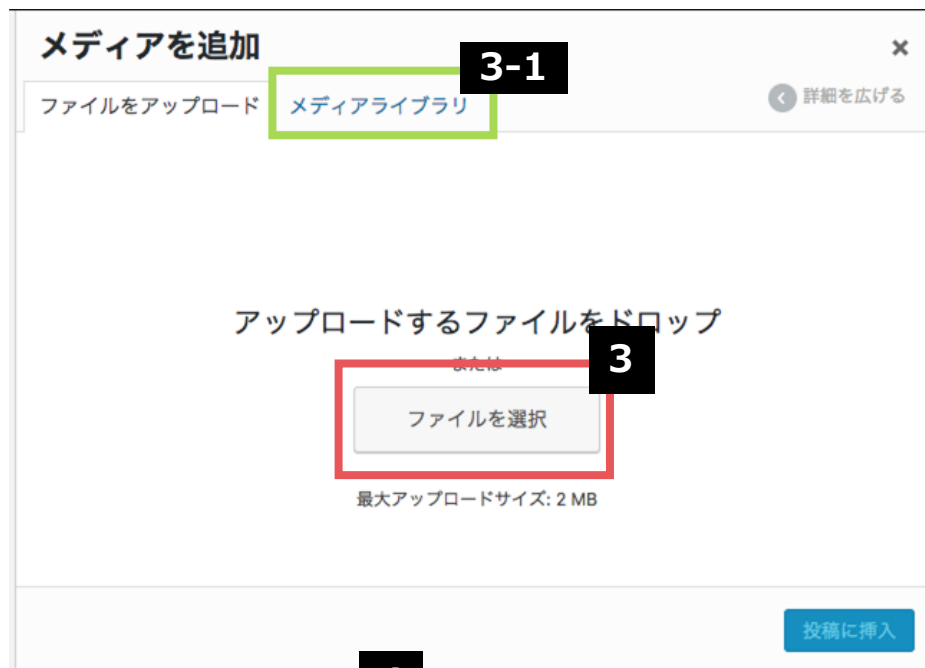 メディアを追加
×
3-1
ファイルをアップロード
メディアライブラリ
詳細を広げる
アップロードするファイルをドロップ
または
3
ファイルを選択
最大アップロードサイズ: 2 MB
投稿に挿入